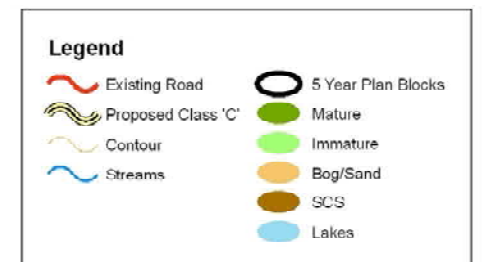 Legend
Existing Road
Proposed Class 'C'
Contour
Streams
5 Year Plan Blocks
Mature
Immature
Bog/Sand
SCS
Lakes